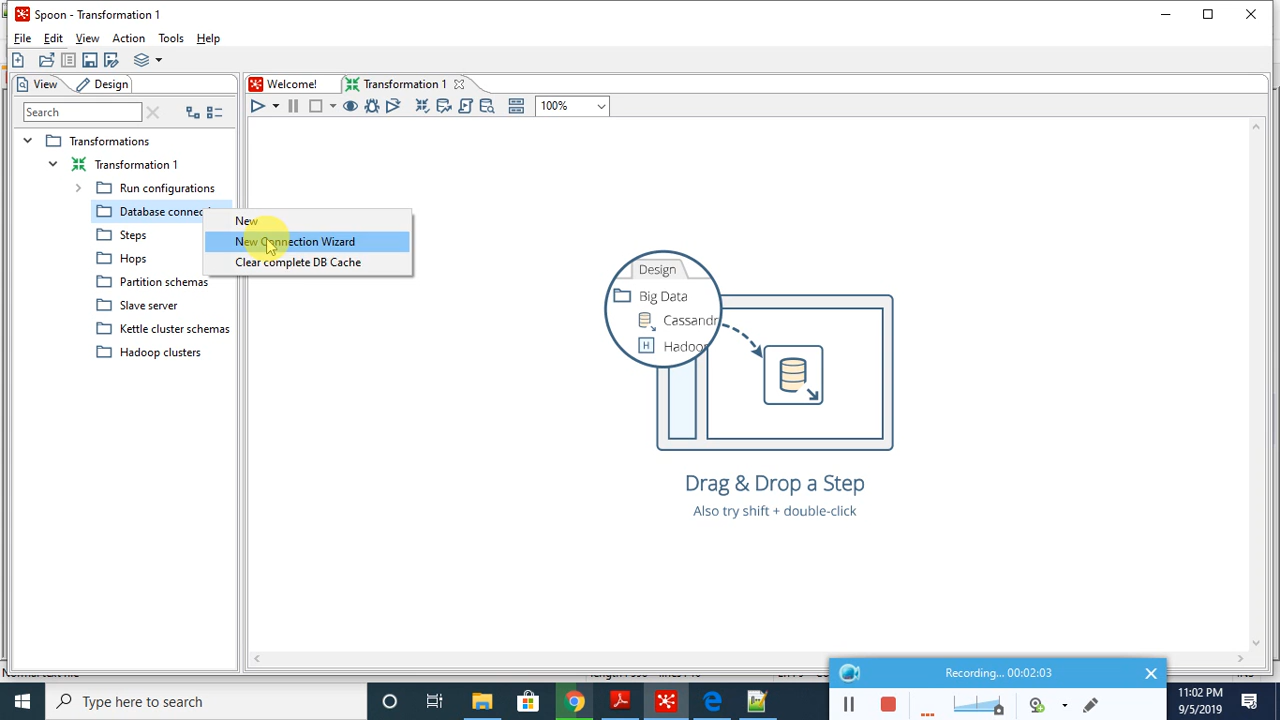 Spoon - Transformation 1
File Edit View Action Tools Help
View Design
Welcome! Transformation 1
Search
100%
Transformations
Transformation 1
Run configurations
Database connec
Steps
Hops
Partition schemas
Slave server
Kettle cluster schemas
Hadoop clusters
New
New Connection Wizard
Clear complete DB Cache
Design
Big Data
Cassandr
Hadoo
H
Drag & Drop a Step
Also try shift + double-click
Recording... 00:02:03
Type here to search
11:02 PM
9/5/2019